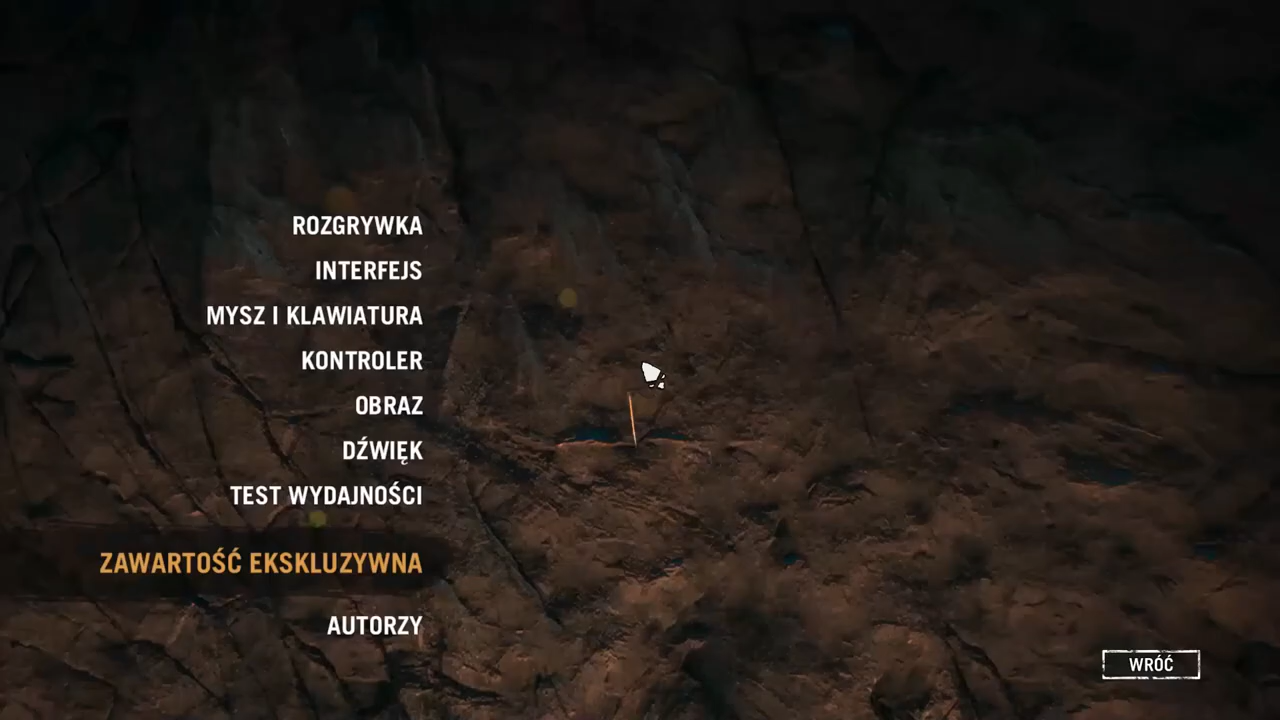 ROZGRYWKA
INTERFEJS
MYSZ I KLAWIATURA
KONTROLER
OBRAZ
DŹWIĘK
TEST WYDAJNOŚCI
ZAWARTOŚĆ EKSKLUZYWNA
AUTORZY
WRÓĆ